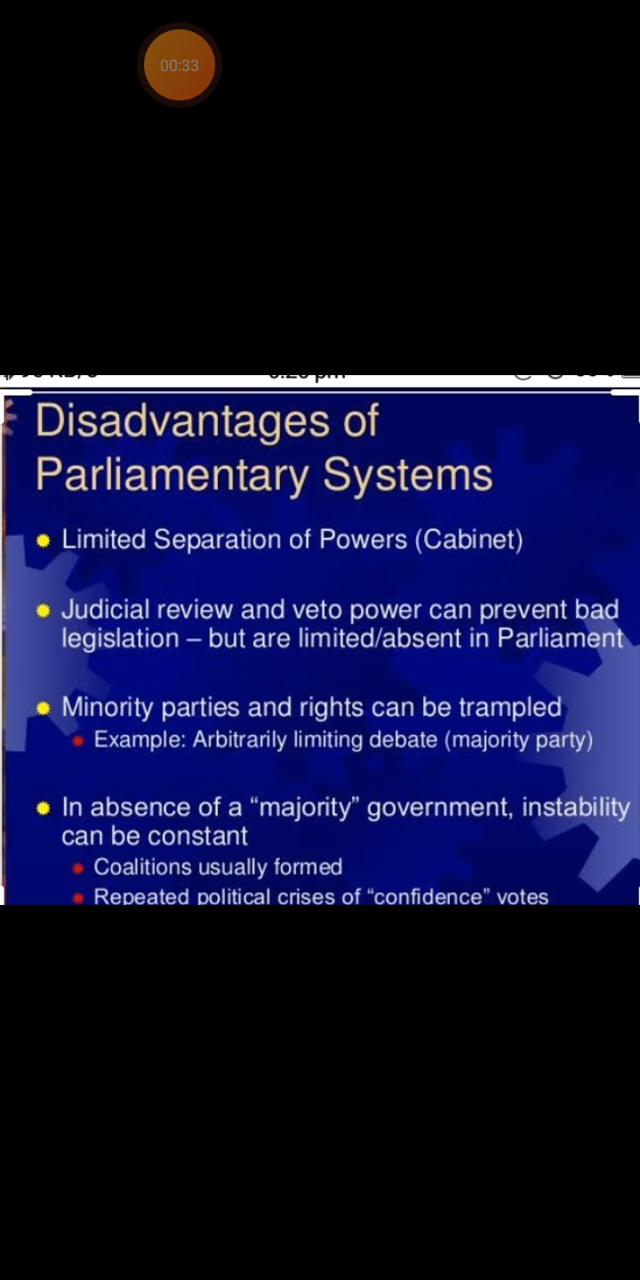 00:33
Disadvantages of
Parliamentary Systems
Limited Separation of Powers (Cabinet)
Judicial review and veto power can prevent bad
legislation – but are limited/absent in Parliament
Minority parties and rights can be trampled
Example: Arbitrarily limiting debate (majority party)
In absence of a “majority” government, instability
can be constant
Coalitions usually formed
Repeated political crises of “confidence” votes